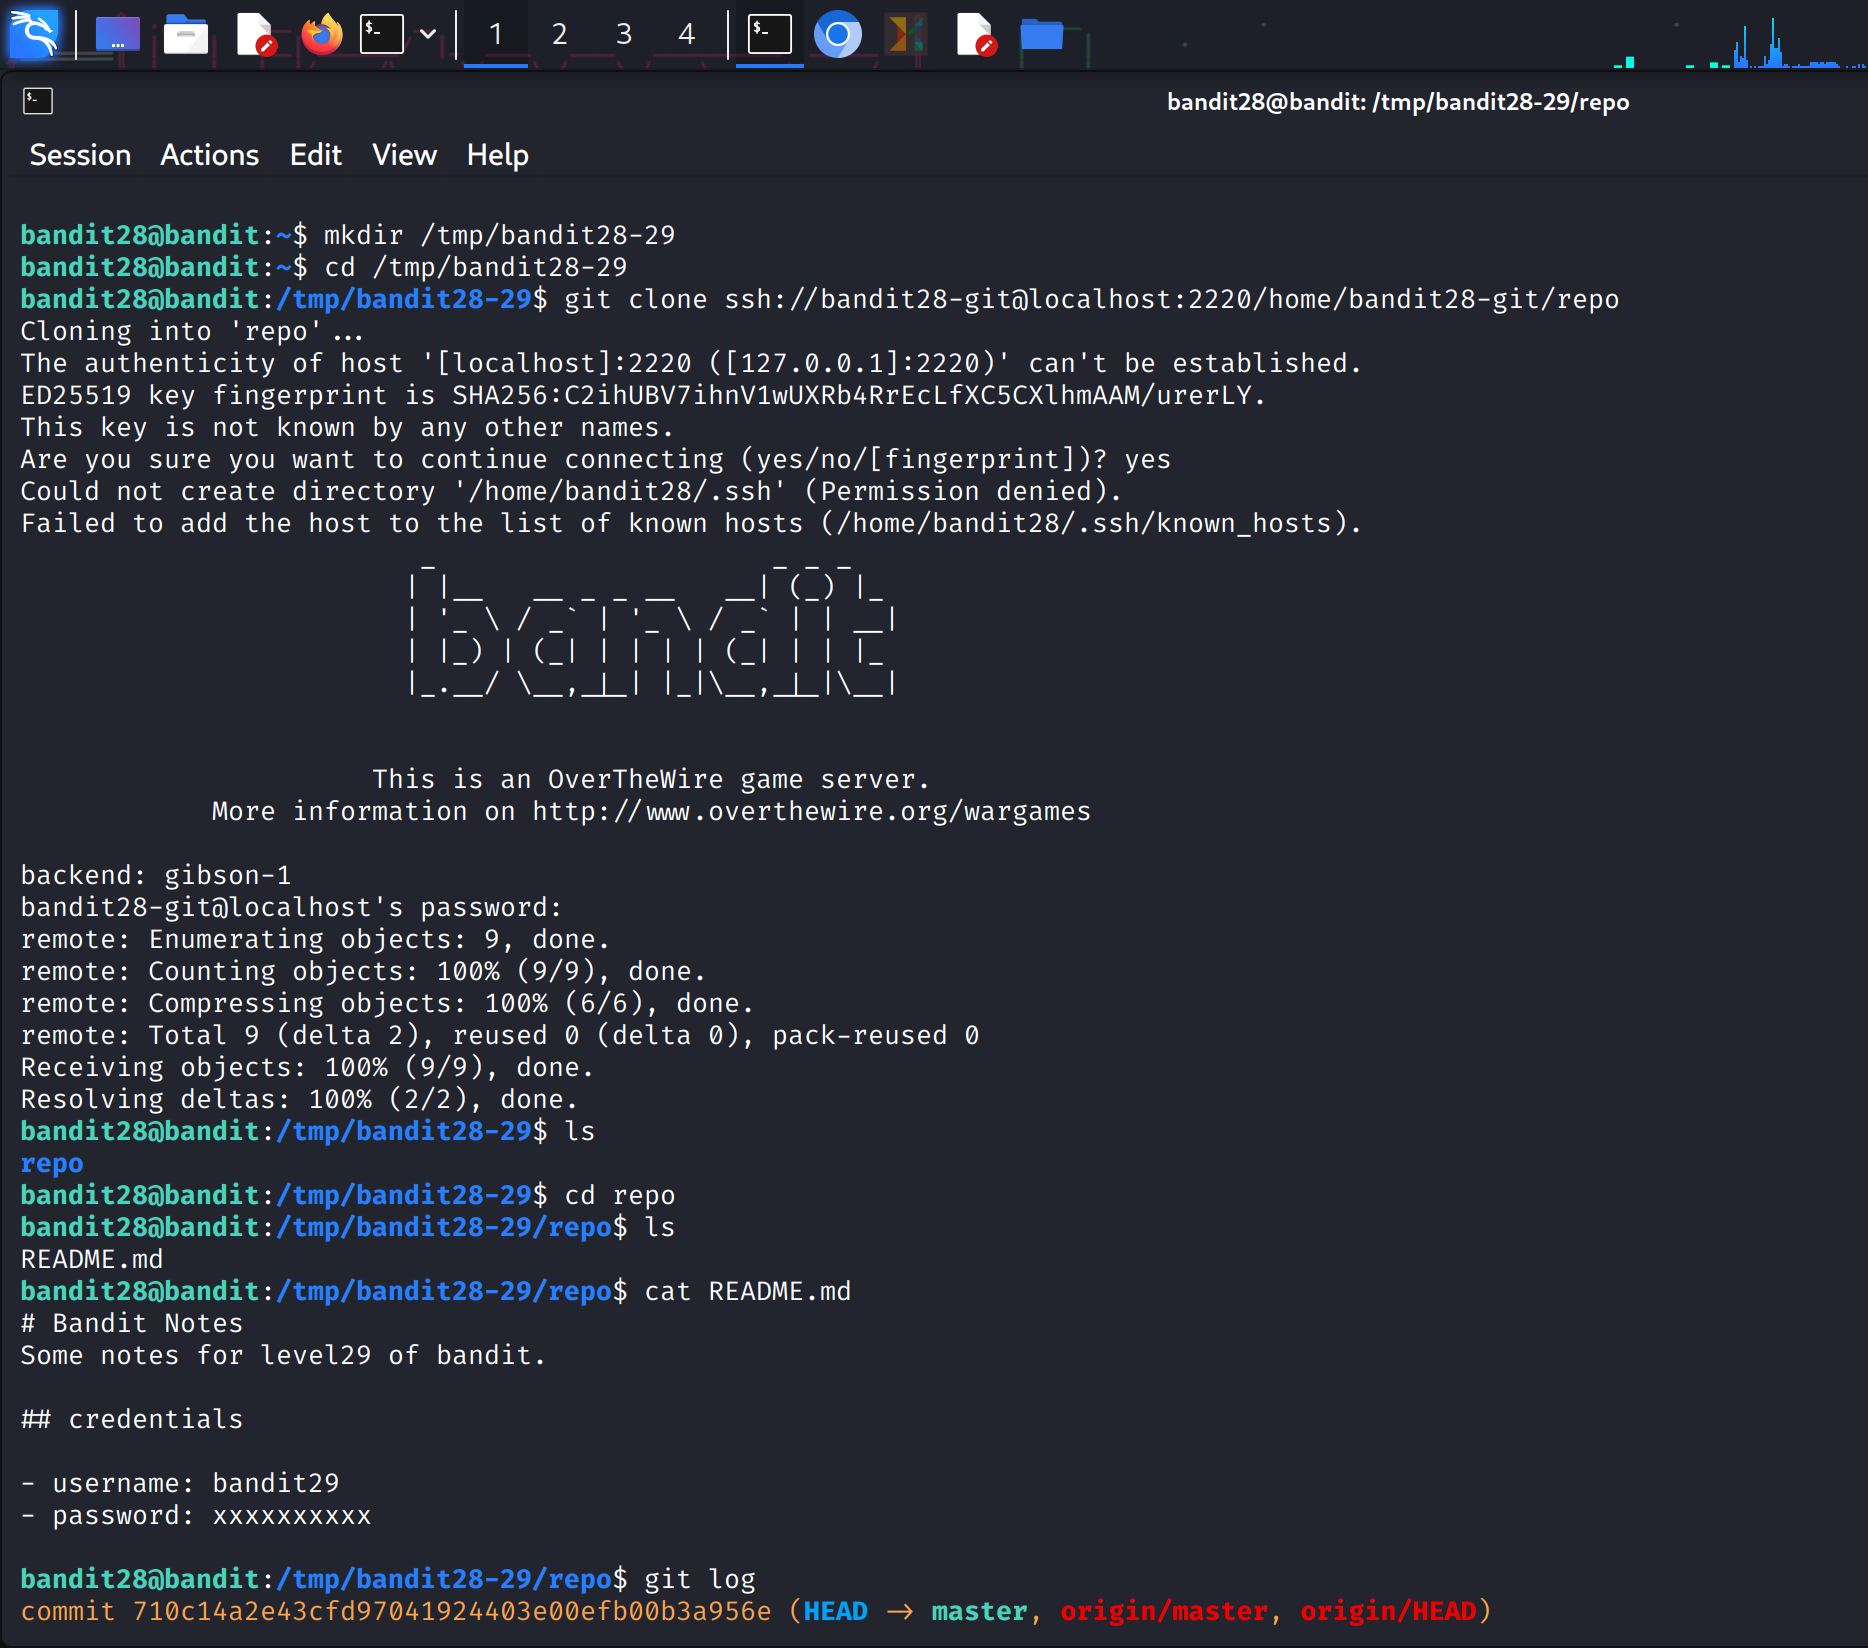 1 2 3 4
bandit28@bandit: /tmp/bandit28-29/repo
Session Actions Edit View Help
bandit28@bandit:~$ mkdir /tmp/bandit28-29
bandit28@bandit:~$ cd /tmp/bandit28-29
bandit28@bandit:/tmp/bandit28-29$ git clone ssh://bandit28-git@localhost:2220/home/bandit28-git/repo
Cloning into 'repo'...
The authenticity of host '[localhost]:2220 ([127.0.0.1]:2220)' can't be established.
ED25519 key fingerprint is SHA256:C2ihUBV7ihnV1wUXRb4RrEcLfXC5CXlhmAAM/urerLY.
This key is not known by any other names.
Are you sure you want to continue connecting (yes/no/[fingerprint])? yes
Could not create directory '/home/bandit28/.ssh' (Permission denied).
Failed to add the host to the list of known hosts (/home/bandit28/.ssh/known_hosts).
bandit
This is an OverTheWire game server.
More information on http://www.overthewire.org/wargames
backend: gibson-1
bandit28-git@localhost's password:
remote: Enumerating objects: 9, done.
remote: Counting objects: 100% (9/9), done.
remote: Compressing objects: 100% (6/6), done.
remote: Total 9 (delta 2), reused 0 (delta 0), pack-reused 0
Receiving objects: 100% (9/9), done.
Resolving deltas: 100% (2/2), done.
bandit28@bandit:/tmp/bandit28-29$ ls
repo
bandit28@bandit:/tmp/bandit28-29$ cd repo
bandit28@bandit:/tmp/bandit28-29/repo$ ls
README.md
bandit28@bandit:/tmp/bandit28-29/repo$ cat README.md
# Bandit Notes
Some notes for level29 of bandit.
## credentials
- username: bandit29
- password: xxxxxxxxxx
bandit28@bandit:/tmp/bandit28-29/repo$ git log
commit 710c14a2e43cfd97041924403e00efb00b3a956e (HEAD -> master, origin/master, origin/HEAD)